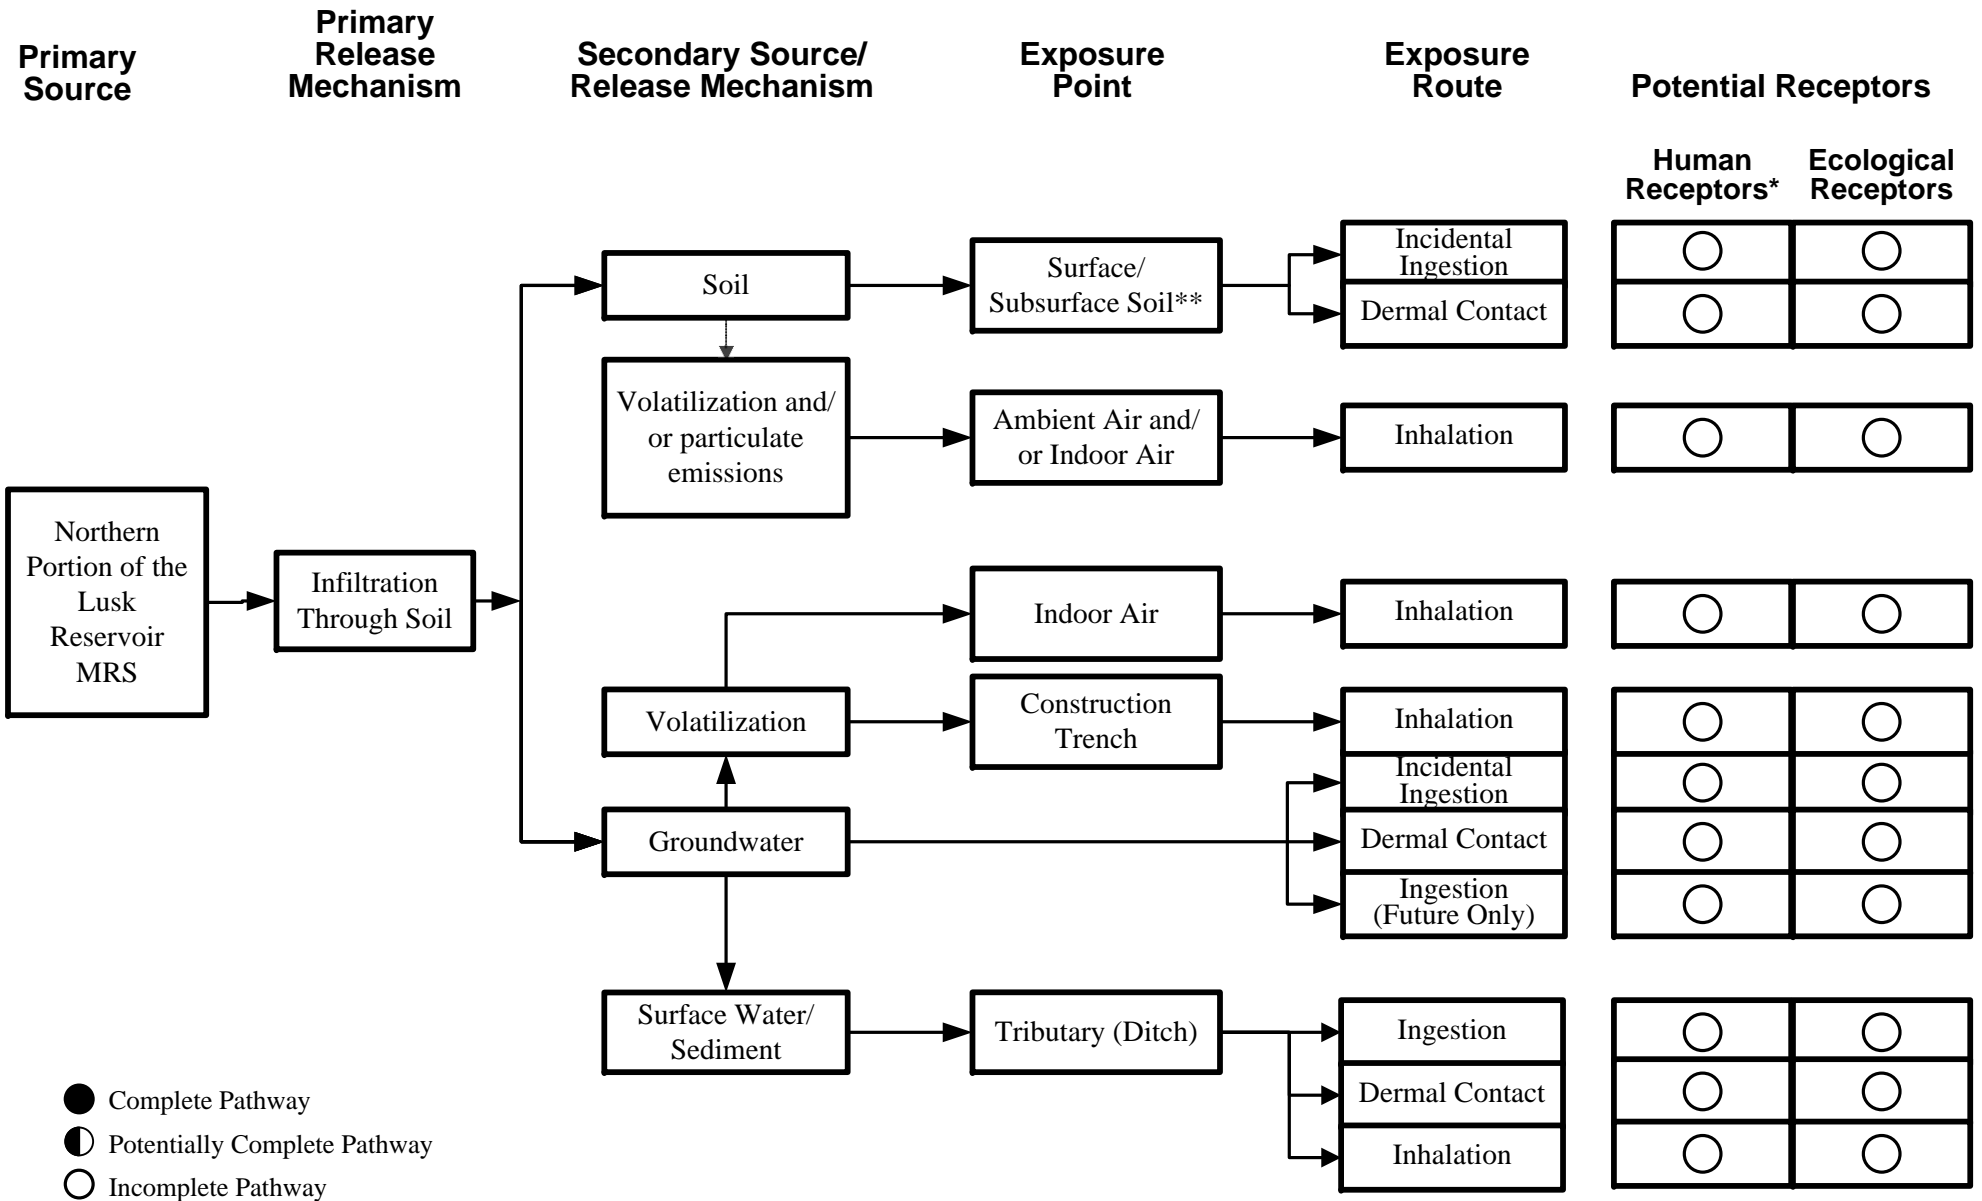 Primary
Source
Primary
Release
Mechanism
Secondary Source/
Release Mechanism
Exposure
Point
Exposure
Route
Potential Receptors
Human
Receptors*
Ecological
Receptors
Northern
Portion of the
Lusk
Reservoir
MRS
Infiltration
Through Soil
Soil
Surface/
Subsurface Soil**
Incidental
Ingestion
Dermal Contact
Volatilization and/
or particulate
emissions
Ambient Air and/
or Indoor Air
Inhalation
Indoor Air
Inhalation
Volatilization
Construction
Trench
Inhalation
Groundwater
Incidental
Ingestion
Dermal Contact
Ingestion
(Future Only)
Surface Water/
Sediment
Tributary (Ditch)
Ingestion
Dermal Contact
Inhalation
Complete Pathway
Potentially Complete Pathway
Incomplete Pathway